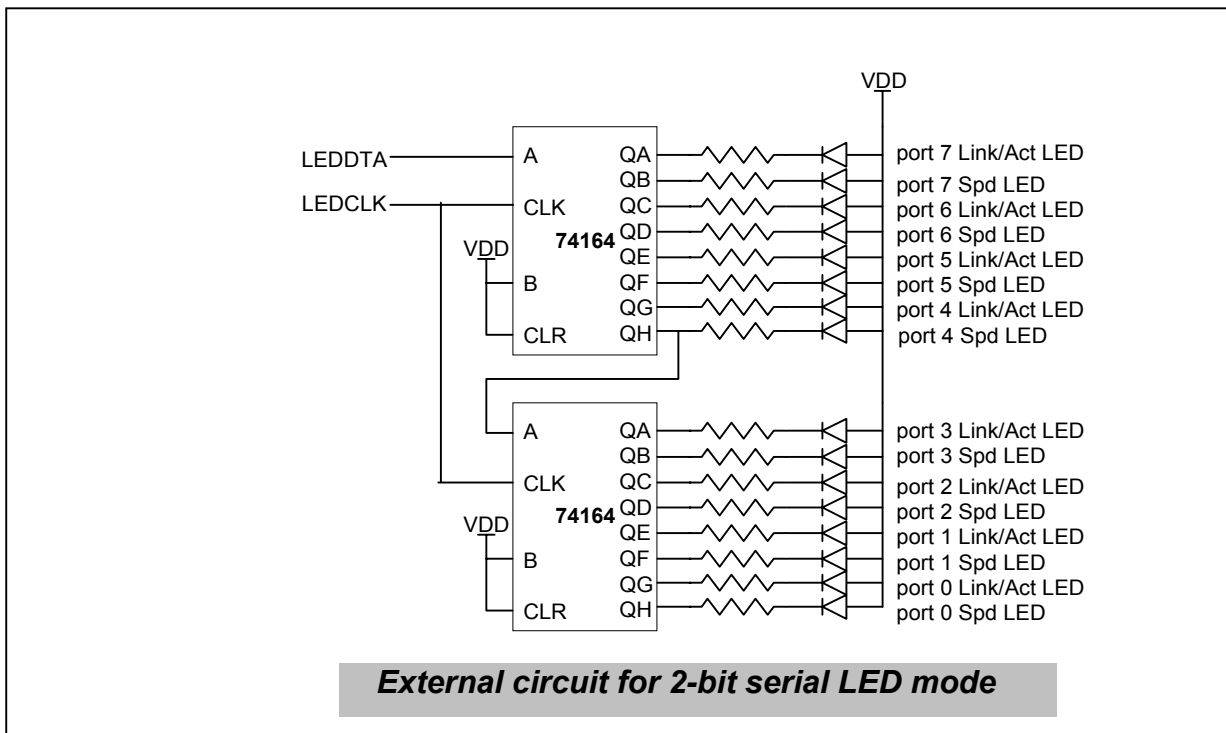 VDD
LEDDTA
A
QA
port 7 Link/Act LED
QB
port 7 Spd LED
LEDCLK
CLK
QC
port 6 Link/Act LED
74164
QD
port 6 Spd LED
VDD
QE
port 5 Link/Act LED
B
QF
port 5 Spd LED
QG
port 4 Link/Act LED
CLR
QH
port 4 Spd LED
A
QA
port 3 Link/Act LED
QB
port 3 Spd LED
CLK
QC
port 2 Link/Act LED
74164
QD
port 2 Spd LED
VDD
QE
port 1 Link/Act LED
B
QF
port 1 Spd LED
QG
port 0 Link/Act LED
CLR
QH
port 0 Spd LED
External circuit for 2-bit serial LED mode